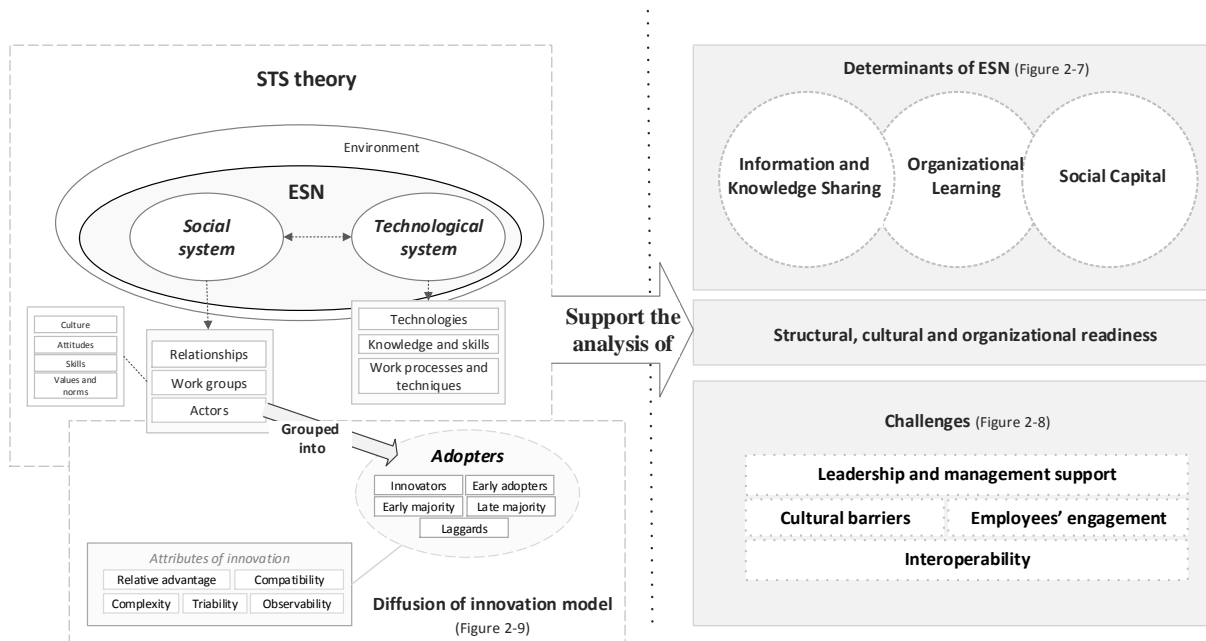 STS theory
Environment
ESN
Social
system
Technological
system
Culture
Attitudes
Skills
Values and
norms
Relationships
Work groups
Actors
Technologies
Knowledge and skills
Work processes and
techniques
Grouped
into
Adopters
Innovators
Early adopters
Early majority
Late majority
Laggards
Attributes of innovation
Relative advantage
Compatibility
Complexity
Triability
Observability
Diffusion of innovation model
(Figure 2-9)
Support the
analysis of
Determinants of ESN (Figure 2-7)
Information and
Knowledge Sharing
Organizational
Learning
Social Capital
Structural, cultural and organizational readiness
Challenges (Figure 2-8)
Leadership and management support
Cultural barriers
Employees’ engagement
Interoperability